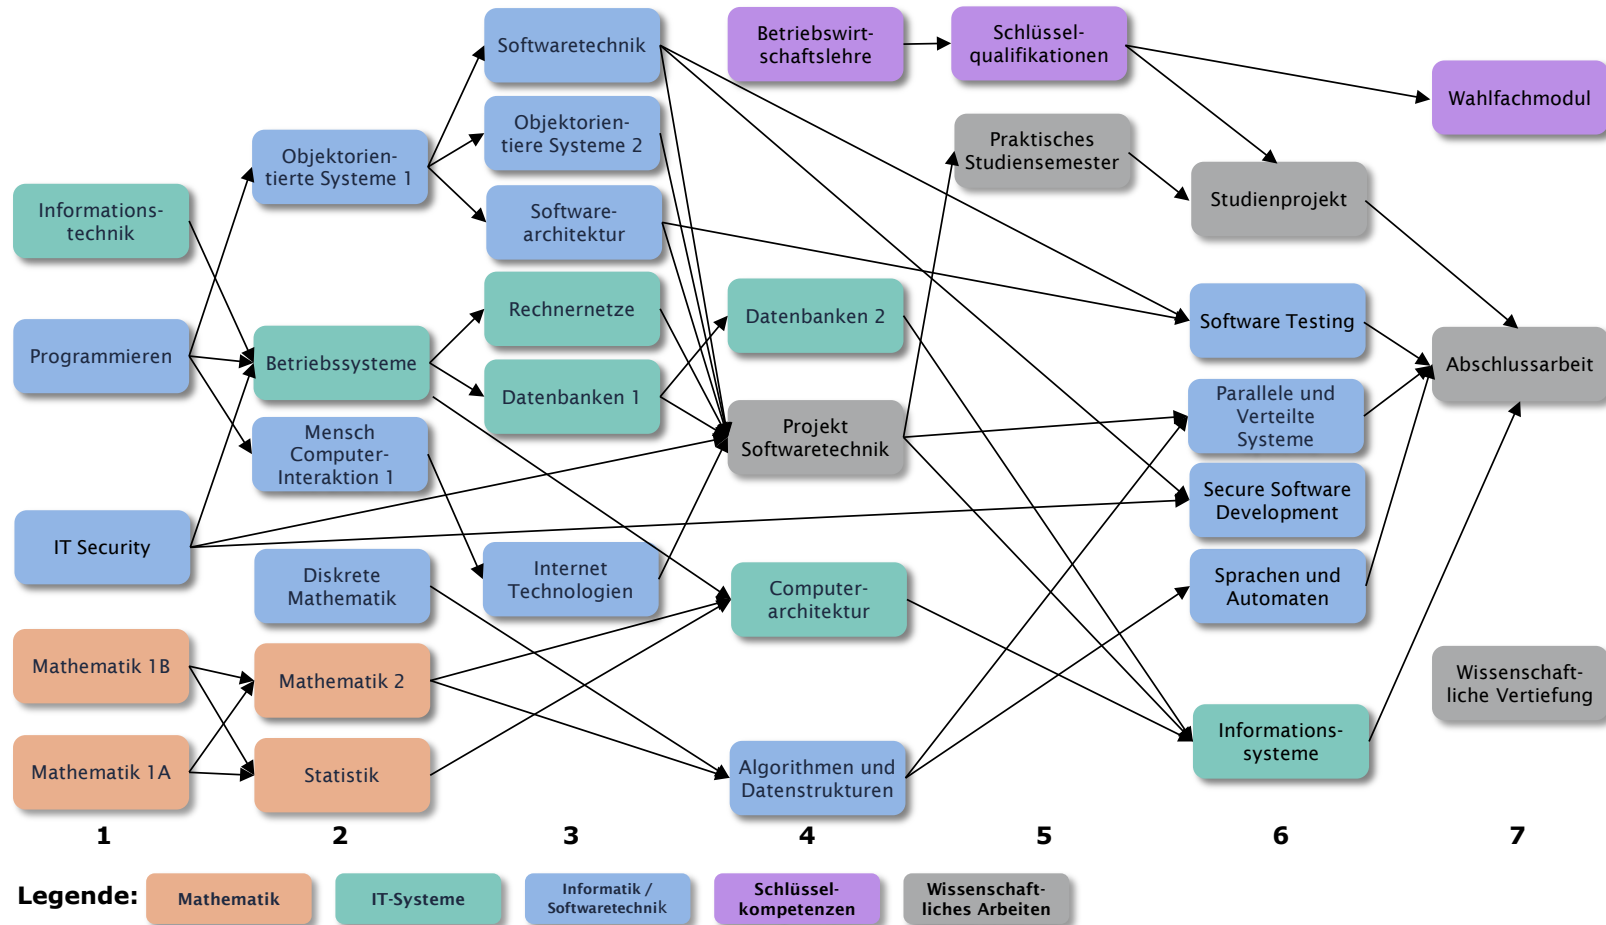 Softwaretechnik
Betriebswirt-
schaftslehre
Schlüssel-
qualifikationen
Wahlfachmodul
Objektorien-
tierte Systeme 1
Objektorien-
tiere Systeme 2
Praktisches
Studiensemester
Informations-
technik
Software-
architektur
Studienprojekt
Programmieren
Betriebssysteme
Rechnernetze
Datenbanken 1
Datenbanken 2
Software Testing
Abschlussarbeit
Mensch
Computer-
Interaktion 1
Projekt
Softwaretechnik
Parallele und
Verteilte
Systeme
IT Security
Secure Software
Development
Diskrete
Mathematik
Internet
Technologien
Computer-
architektur
Sprachen und
Automaten
Mathematik 1B
Mathematik 2
Wissenschaft-
liche Vertiefung
Mathematik 1A
Statistik
Algorithmen und
Datenstrukturen
Informations-
systeme
1 2 3 4 5 6 7
Legende:
Mathematik
IT-Systeme
Informatik /
Softwaretechnik
Schlüssel-
kompetenzen
Wissenschaft-
liches Arbeiten